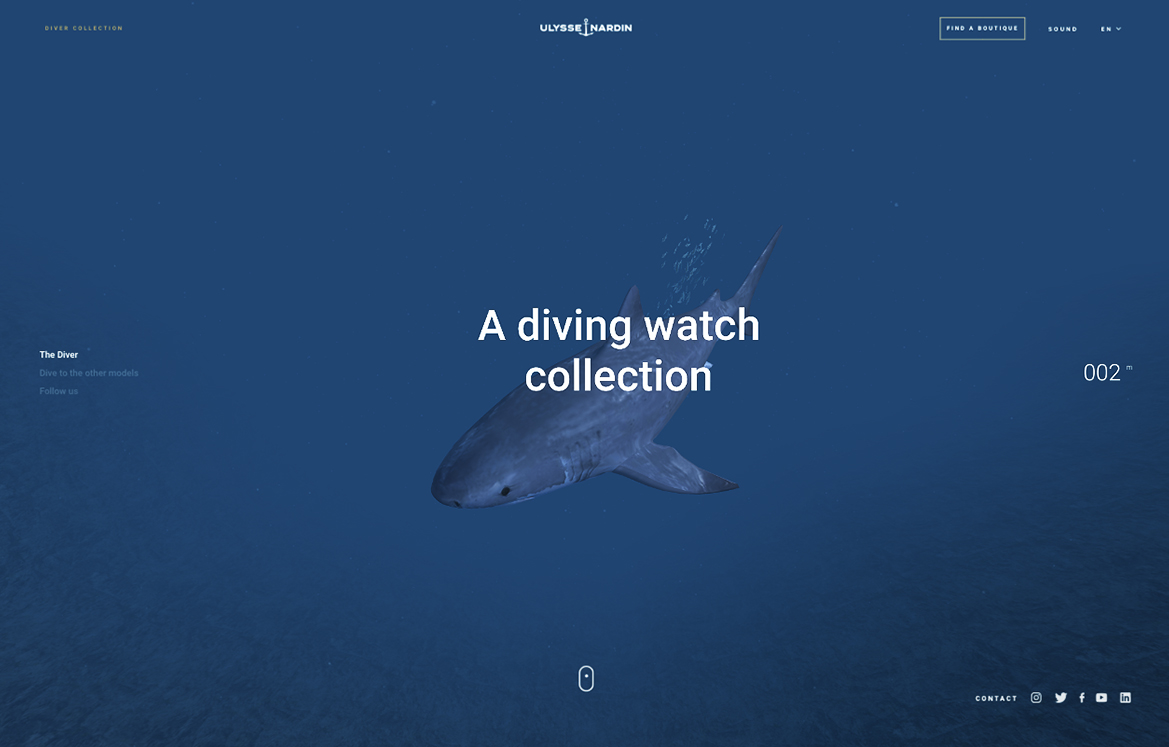 DIVER COLLECTION
ULYSSE NARDIN
FIND A BOUTIQUE
SOUND
EN
A diving watch
collection
The Diver
Dive to the other models
Follow us
002 m
CONTACT